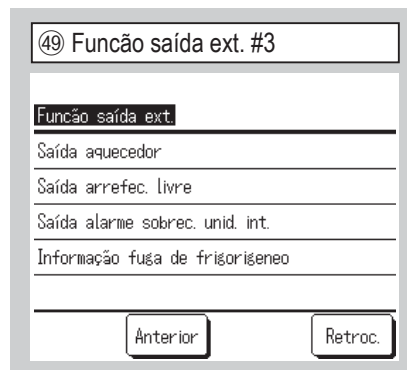 ㊾ Funcão saída ext. #3
Funcão saída ext.
Saída aquecedor
Saída arrefec. livre
Saída alarme sobrec. unid. int.
Informação fuga de frisorigeneo
Anterior
Retroc.